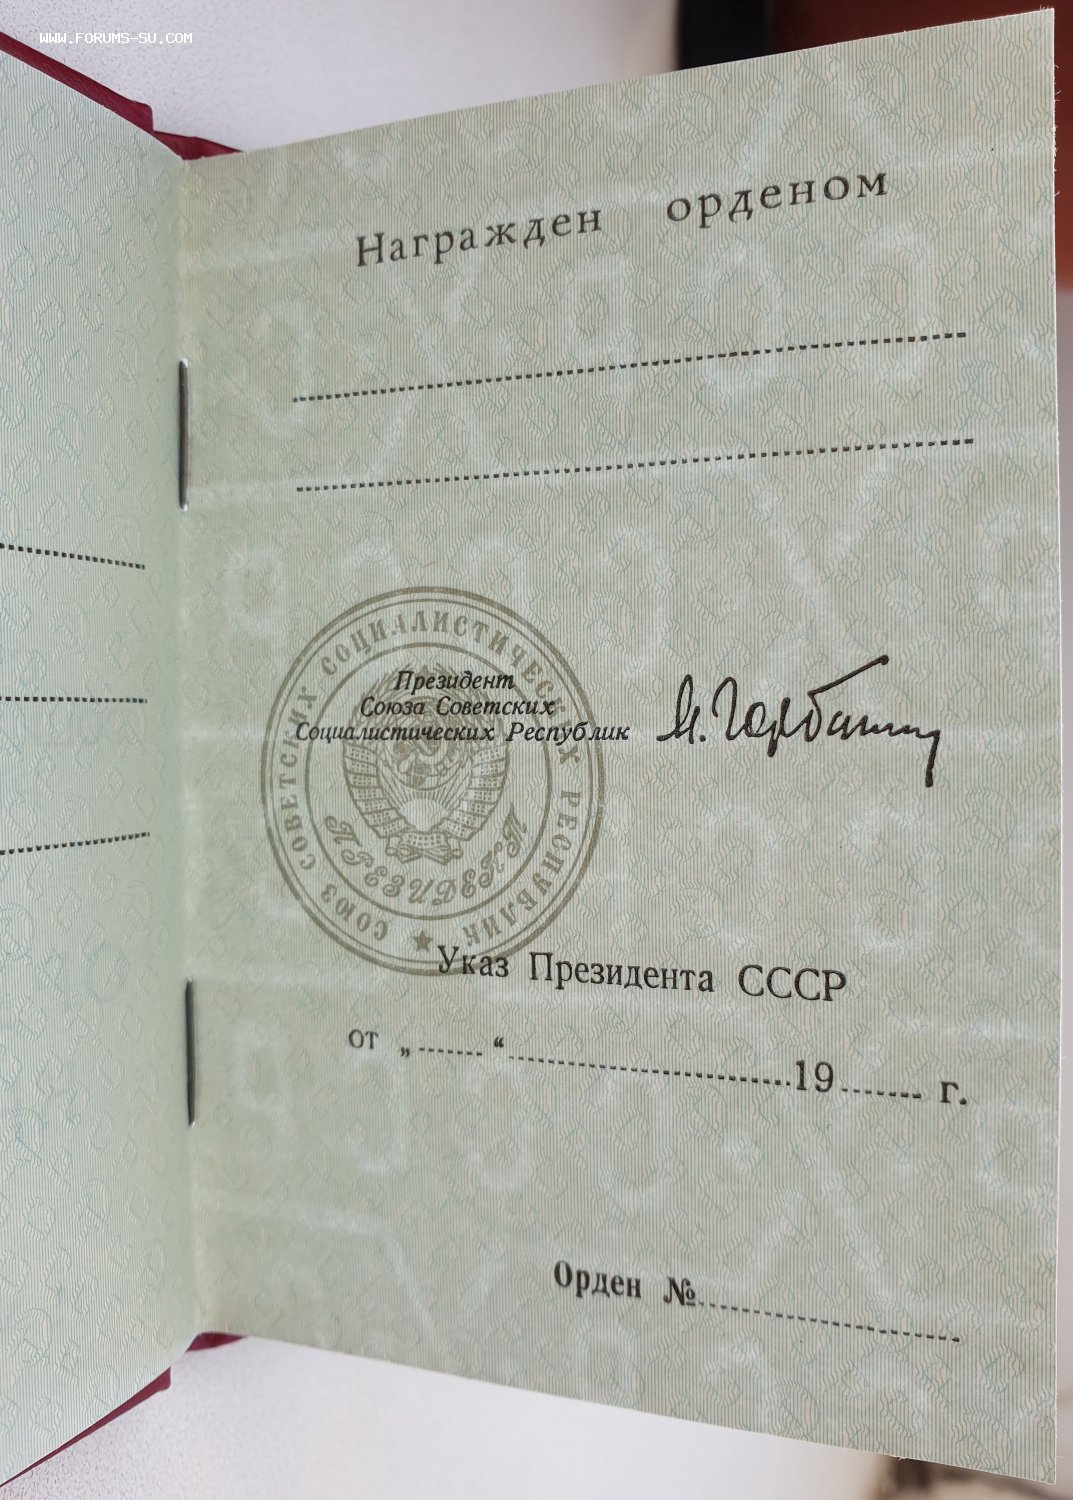 WWW.FORUMS-SU.COM
Награжден орденом
Президент
Союза Советских
Социалистических Республик
М. Горбачев
СОЮЗ СОВЕТСКИХ СОЦИАЛИСТИЧЕСКИХ РЕСПУБЛИК
ПРЕЗИДЕНТ
Указ Президента СССР
от „ ....... “ .............................. 19 ........ г.
Орден № ..............................